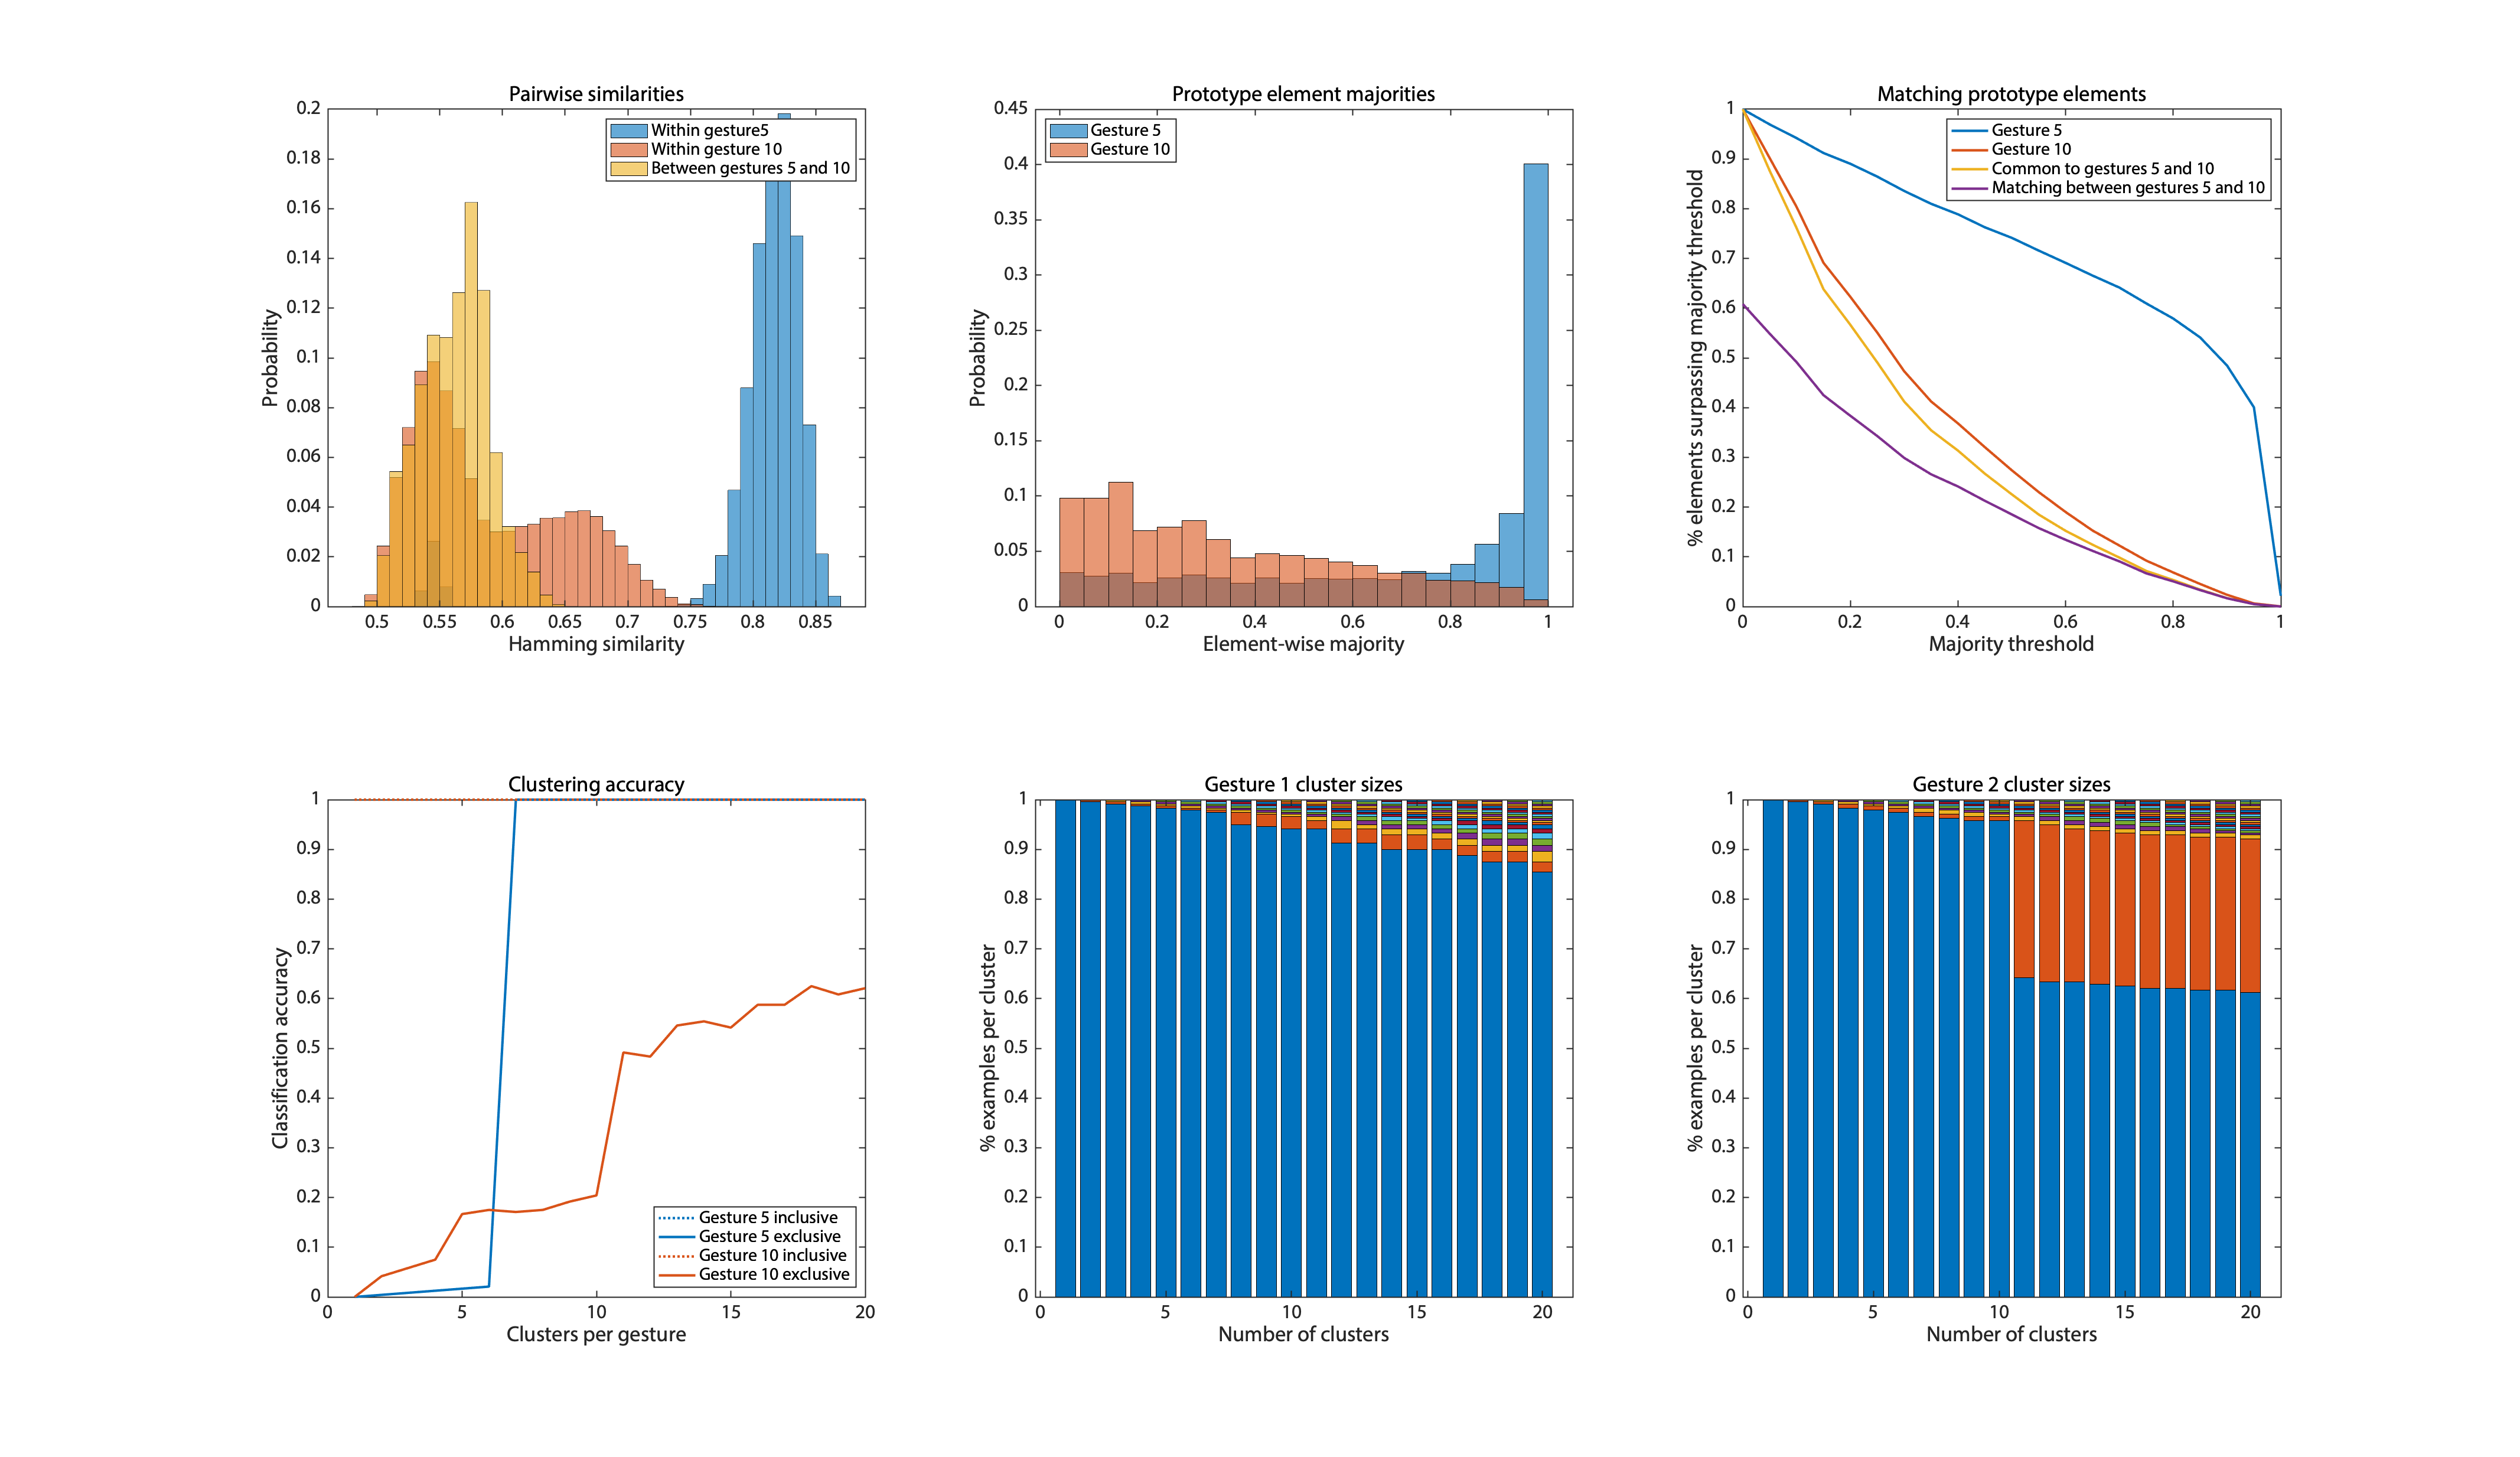 Pairwise similarities
0.2
0.18
0.16
0.14
0.12
0.1
0.08
0.06
0.04
0.02
0
Probability
Within gesture5
Within gesture 10
Between gestures 5 and 10
0.5 0.55 0.6 0.65 0.7 0.75 0.8 0.85
Hamming similarity
Prototype element majorities
0.45
0.4
0.35
0.3
0.25
0.2
0.15
0.1
0.05
0
Probability
Gesture 5
Gesture 10
0 0.2 0.4 0.6 0.8 1
Element-wise majority
Matching prototype elements
1
0.9
0.8
0.7
0.6
0.5
0.4
0.3
0.2
0.1
0
% elements surpassing majority threshold
Gesture 5
Gesture 10
Common to gestures 5 and 10
Matching between gestures 5 and 10
0 0.2 0.4 0.6 0.8 1
Majority threshold
Clustering accuracy
1
0.9
0.8
0.7
0.6
0.5
0.4
0.3
0.2
0.1
0
Classification accuracy
Gesture 5 inclusive
Gesture 5 exclusive
Gesture 10 inclusive
Gesture 10 exclusive
0 5 10 15 20
Clusters per gesture
Gesture 1 cluster sizes
1
0.9
0.8
0.7
0.6
0.5
0.4
0.3
0.2
0.1
0
% examples per cluster
0 5 10 15 20
Number of clusters
Gesture 2 cluster sizes
1
0.9
0.8
0.7
0.6
0.5
0.4
0.3
0.2
0.1
0
% examples per cluster
0 5 10 15 20
Number of clusters